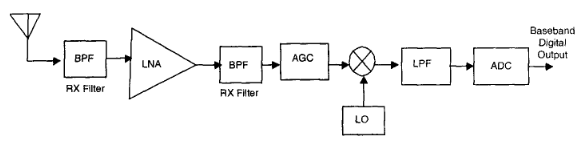 Baseband
Digital
Output
BPF
LNA
BPF
AGC
LPF
ADC
RX Filter
RX Filter
LO